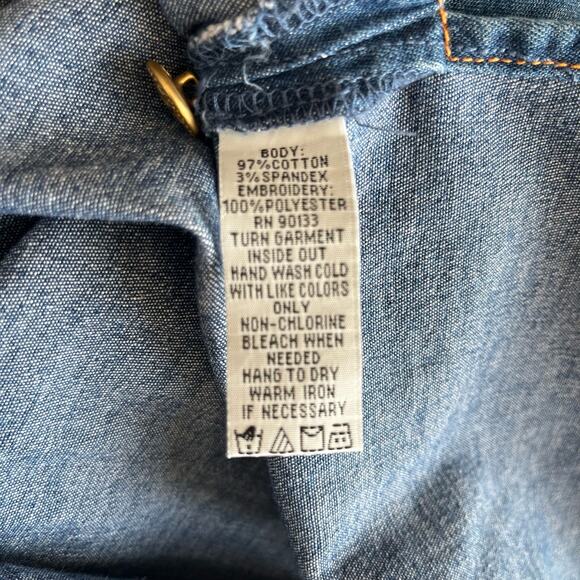 BODY:
97%COTTON
3%SPANDEX
EMBROIDERY:
100%POLYESTER
RN 90133
TURN GARMENT
INSIDE OUT
HAND WASH COLD
WITH LIKE COLORS
ONLY
NON-CHLORINE
BLEACH WHEN
NEEDED
HANG TO DRY
WARM IRON
IF NECESSARY